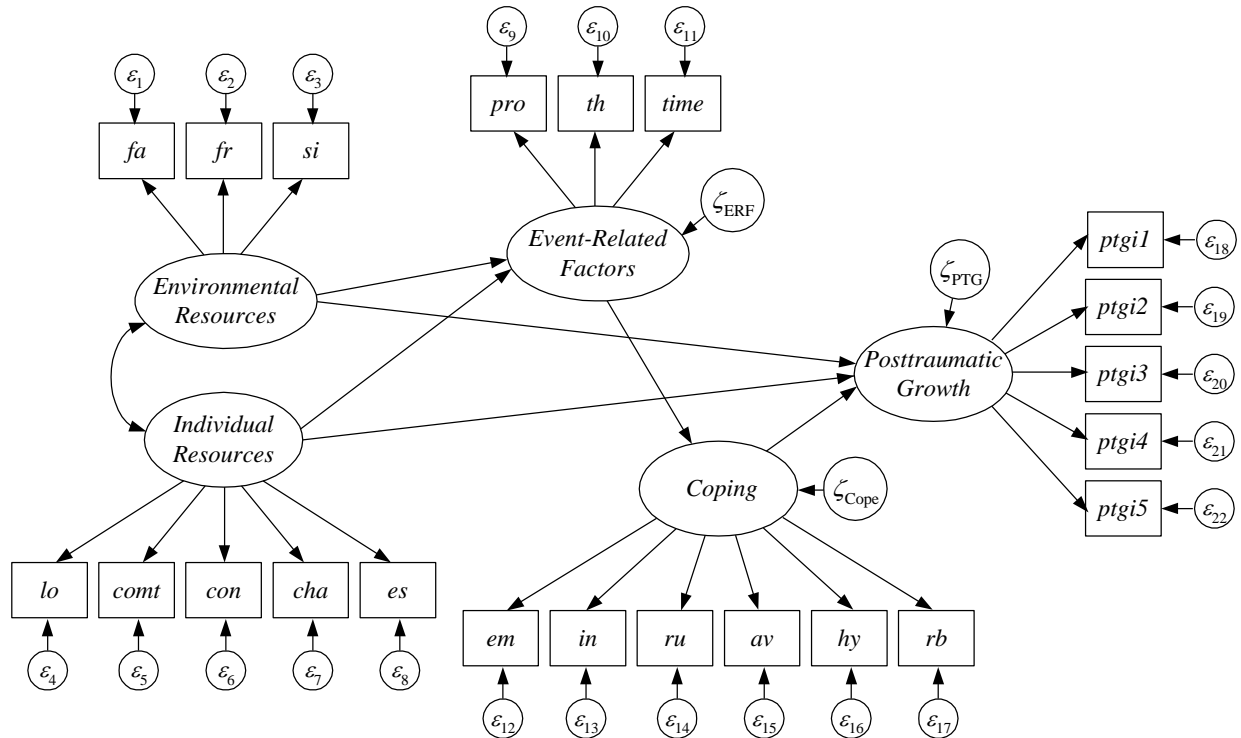 ε9 ε10 ε11
ε1 ε2 ε3
pro th time
fa fr si
ζERF
Event-Related
Factors
ptgi1 ε18
ζPTG
Environmental
Resources
ptgi2 ε19
Posttraumatic
Growth
ptgi3 ε20
Individual
Resources
ptgi4 ε21
Coping
ζCope
ptgi5 ε22
lo comt con cha es
em in ru av hy rb
ε4 ε5 ε6 ε7 ε8
ε12 ε13 ε14 ε15 ε16 ε17